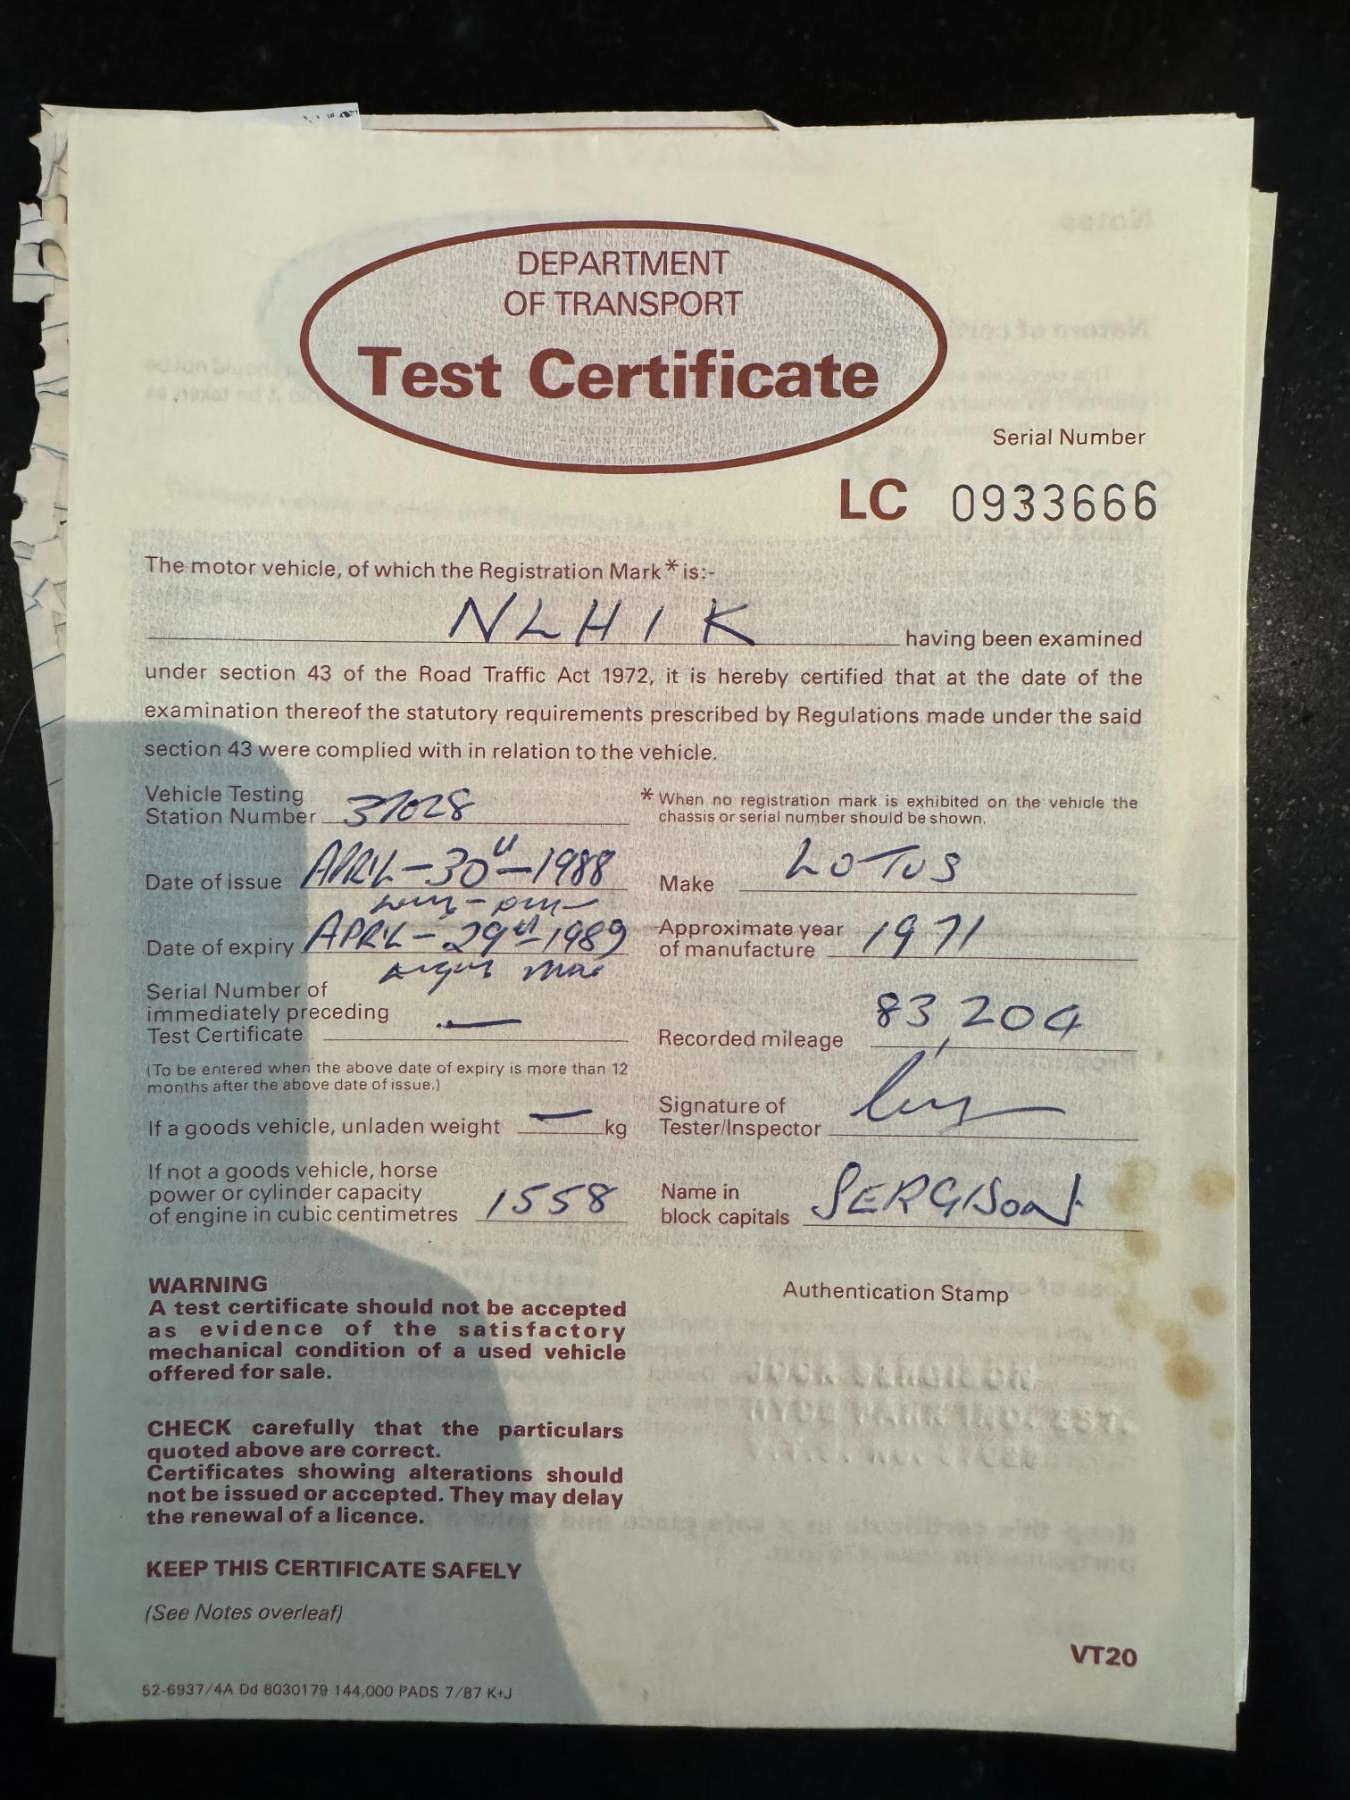 DEPARTMENT
OF TRANSPORT
Test Certificate
Serial Number
LC 0933666
The motor vehicle, of which the Registration Mark * is:-
NLH 1 K having been examined
under section 43 of the Road Traffic Act 1972, it is hereby certified that at the date of the
examination thereof the statutory requirements prescribed by Regulations made under the said
section 43 were complied with in relation to the vehicle.
Vehicle Testing
Station Number 37028
* When no registration mark is exhibited on the vehicle the
chassis or serial number should be shown.
Date of issue APRIL - 30th - 1988
Make LOTUS
Date of expiry APRIL - 29th - 1989
Approximate year
of manufacture 1971
Serial Number of
immediately preceding
Test Certificate —
Recorded mileage 83,204
(To be entered when the above date of expiry is more than 12
months after the above date of issue.)
If a goods vehicle, unladen weight — kg
Signature of
Tester/Inspector
If not a goods vehicle, horse
power or cylinder capacity
of engine in cubic centimetres 1558
Name in
block capitals SERGISON
WARNING
A test certificate should not be accepted
as evidence of the satisfactory
mechanical condition of a used vehicle
offered for sale.
Authentication Stamp
CHECK carefully that the particulars
quoted above are correct.
Certificates showing alterations should
not be issued or accepted. They may delay
the renewal of a licence.
KEEP THIS CERTIFICATE SAFELY
(See Notes overleaf)
VT20
52-6937/4A Dd 8030179 144,000 PADS 7/87 K+J